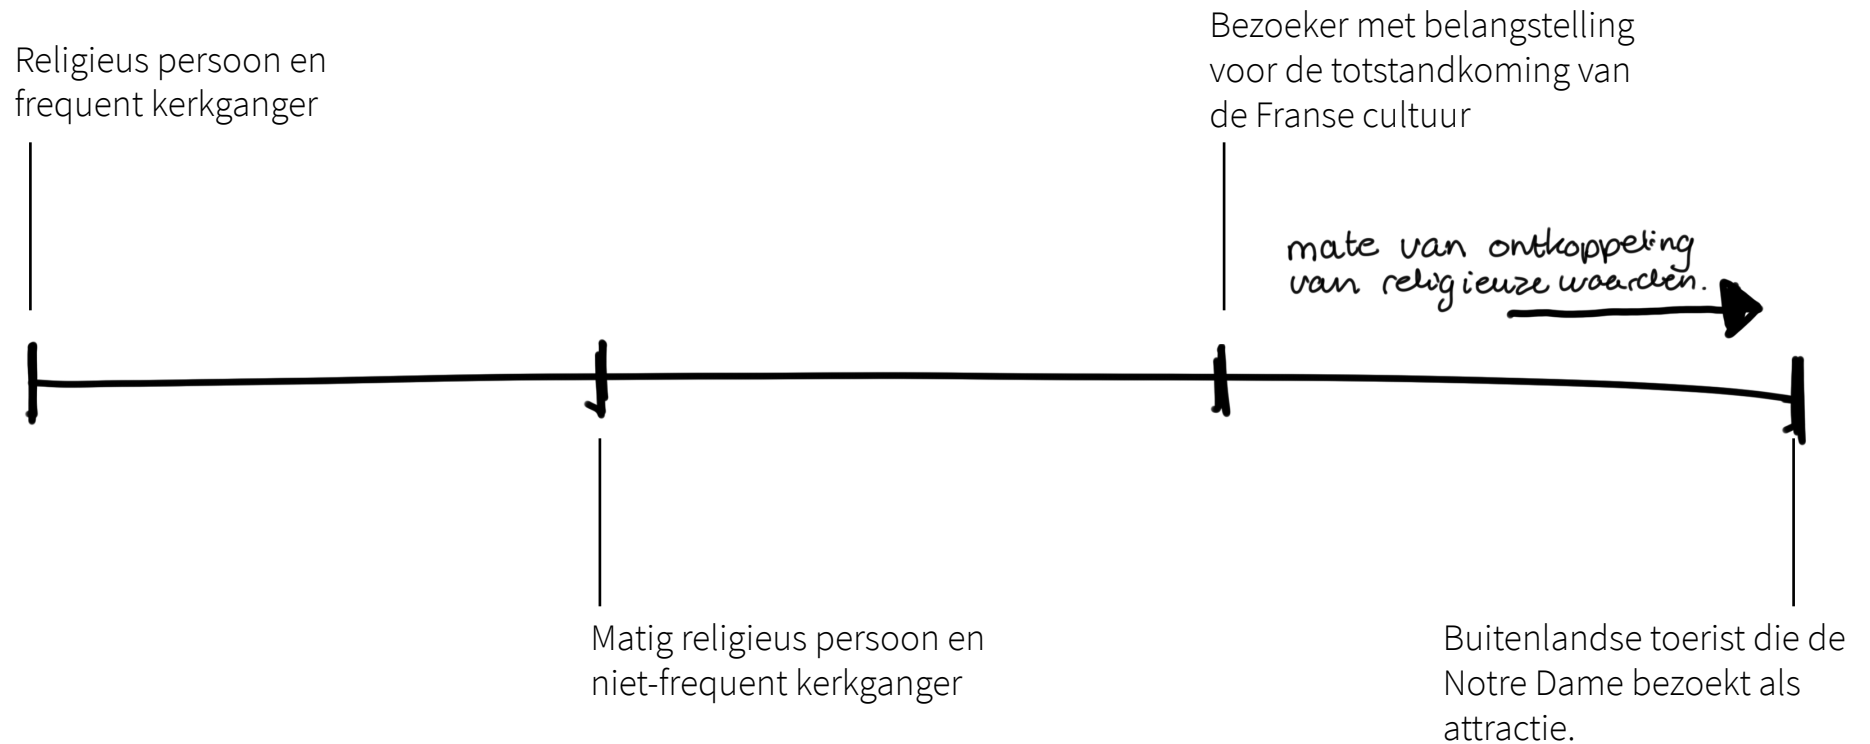 Religieus persoon en
frequent kerkganger
Bezoeker met belangstelling
voor de totstandkoming van
de Franse cultuur
mate van ontkoppeling
van religieuze waarden.
Matig religieus persoon en
niet-frequent kerkganger
Buitenlandse toerist die de
Notre Dame bezoekt als
attractie.